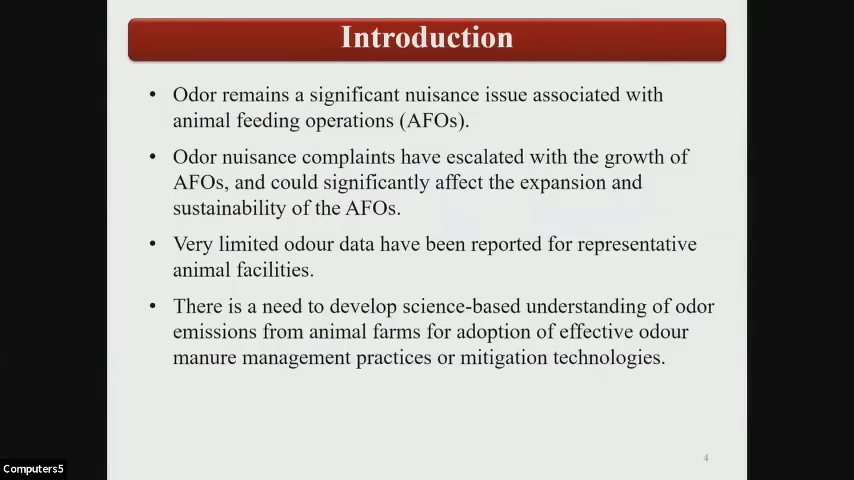 Introduction
• Odor remains a significant nuisance issue associated with
animal feeding operations (AFOs).
• Odor nuisance complaints have escalated with the growth of
AFOs, and could significantly affect the expansion and
sustainability of the AFOs.
• Very limited odour data have been reported for representative
animal facilities.
• There is a need to develop science-based understanding of odor
emissions from animal farms for adoption of effective odour
manure management practices or mitigation technologies.
4
Computers5